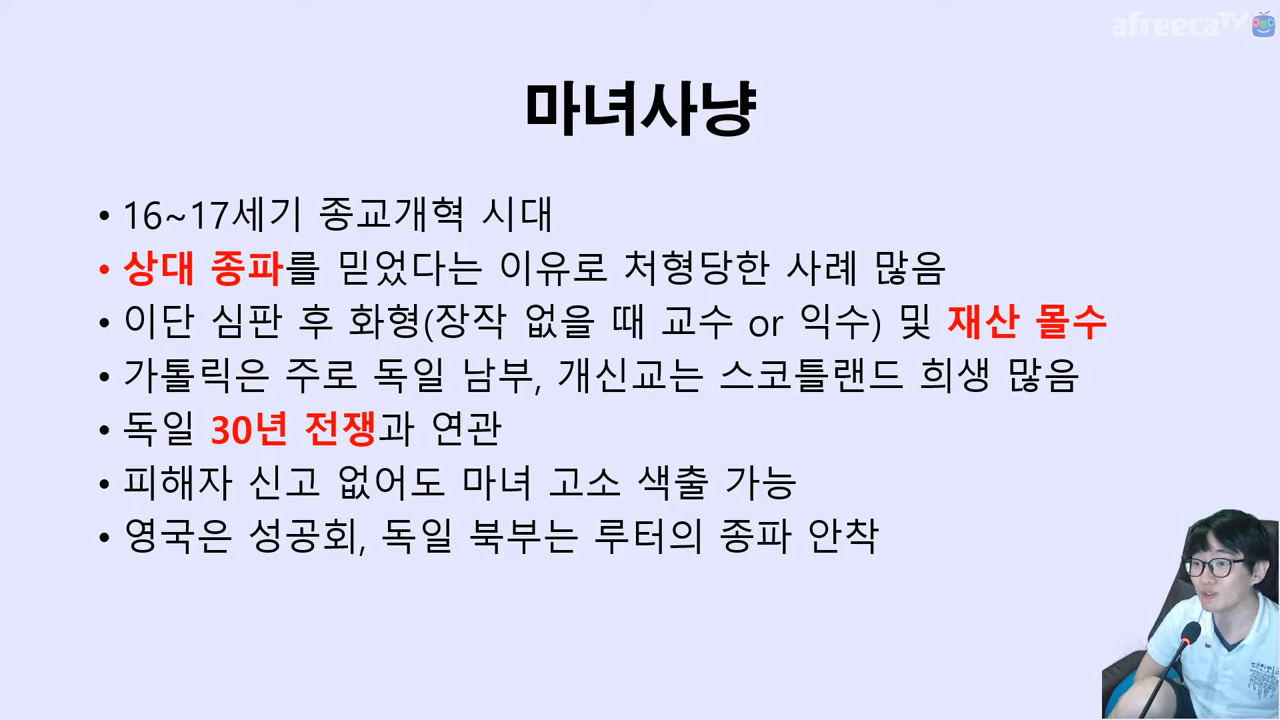 afreecaTV
마녀사냥
• 16~17세기 종교개혁 시대
• 상대 종파를 믿었다는 이유로 처형당한 사례 많음
• 이단 심판 후 화형(장작 없을 때 교수 or 익수) 및 재산 몰수
• 가톨릭은 주로 독일 남부, 개신교는 스코틀랜드 희생 많음
• 독일 30년 전쟁과 연관
• 피해자 신고 없어도 마녀 고소 색출 가능
• 영국은 성공회, 독일 북부는 루터의 종파 안착